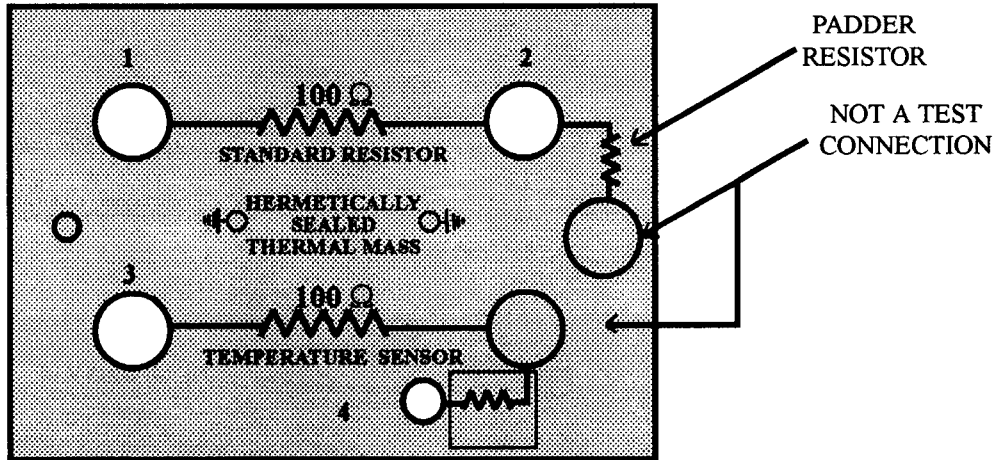 PADDER
RESISTOR
NOT A TEST
CONNECTION
1
2
100 Ω
STANDARD RESISTOR
HERMETICALLY
SEALED
THERMAL MASS
3
100 Ω
TEMPERATURE SENSOR
4